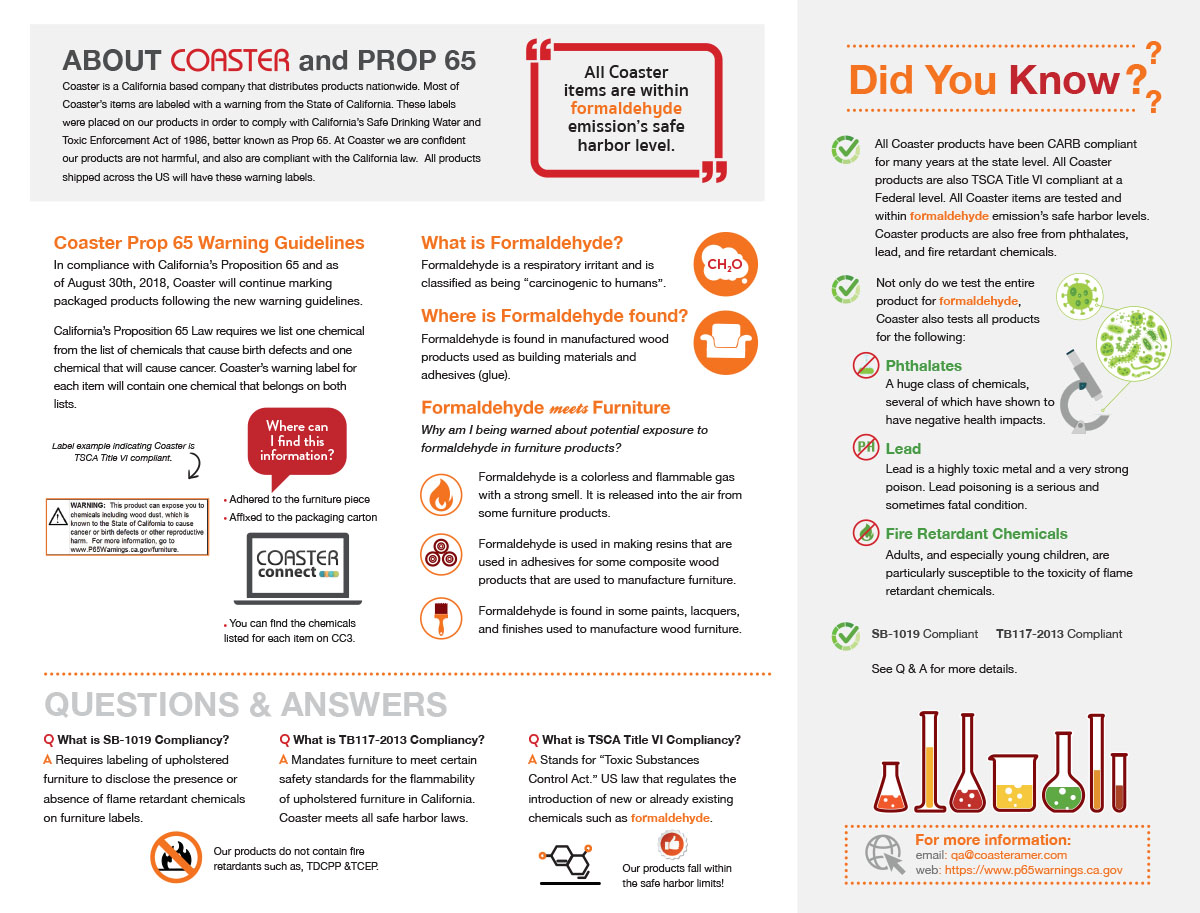 ABOUT COASTER and PROP 65
Coaster is a California based company that distributes products nationwide. Most of
Coaster's items are labeled with a warning from the State of California. These labels
were placed on our products in order to comply with California's Safe Drinking Water and
Toxic Enforcement Act of 1986, better known as Prop 65. At Coaster we are confident
our products are not harmful, and also are compliant with the California law. All products
shipped across the US will have these warning labels.
“
All Coaster
items are within
formaldehyde
emission's safe
harbor level.
”
Coaster Prop 65 Warning Guidelines
In compliance with California's Proposition 65 and as
of August 30th, 2018, Coaster will continue marking
packaged products following the new warning guidelines.
California's Proposition 65 Law requires we list one chemical
from the list of chemicals that cause birth defects and one
chemical that will cause cancer. Coaster's warning label for
each item will contain one chemical that belongs on both
lists.
Label example indicating Coaster is
TSCA Title VI compliant.
WARNING: This product can expose you to
chemicals including wood dust, which is
known to the State of California to cause
cancer or birth defects or other reproductive
harm. For more information, go to
www.P65Warnings.ca.gov/furniture.
Where can
I find this
information?
• Adhered to the furniture piece
• Affixed to the packaging carton
COASTER
connect
• You can find the chemicals
listed for each item on CC3.
What is Formaldehyde?
Formaldehyde is a respiratory irritant and is
classified as being “carcinogenic to humans”.
CH2O
Where is Formaldehyde found?
Formaldehyde is found in manufactured wood
products used as building materials and
adhesives (glue).
Formaldehyde meets Furniture
Why am I being warned about potential exposure to
formaldehyde in furniture products?
Formaldehyde is a colorless and flammable gas
with a strong smell. It is released into the air from
some furniture products.
Formaldehyde is used in making resins that are
used in adhesives for some composite wood
products that are used to manufacture furniture.
Formaldehyde is found in some paints, lacquers,
and finishes used to manufacture wood furniture.
QUESTIONS & ANSWERS
Q What is SB-1019 Compliancy?
A Requires labeling of upholstered
furniture to disclose the presence or
absence of flame retardant chemicals
on furniture labels.
Q What is TB117-2013 Compliancy?
A Mandates furniture to meet certain
safety standards for the flammability
of upholstered furniture in California.
Coaster meets all safe harbor laws.
Q What is TSCA Title VI Compliancy?
A Stands for “Toxic Substances
Control Act.” US law that regulates the
introduction of new or already existing
chemicals such as formaldehyde.
Our products do not contain fire
retardants such as, TDCPP &TCEP.
Our products fall within
the safe harbor limits!
Did You Know???
All Coaster products have been CARB compliant
for many years at the state level. All Coaster
products are also TSCA Title VI compliant at a
Federal level. All Coaster items are tested and
within formaldehyde emission's safe harbor levels.
Coaster products are also free from phthalates,
lead, and fire retardant chemicals.
Not only do we test the entire
product for formaldehyde,
Coaster also tests all products
for the following:
Phthalates
A huge class of chemicals,
several of which have shown to
have negative health impacts.
PH
Lead
Lead is a highly toxic metal and a very strong
poison. Lead poisoning is a serious and
sometimes fatal condition.
Fire Retardant Chemicals
Adults, and especially young children, are
particularly susceptible to the toxicity of flame
retardant chemicals.
SB-1019 Compliant TB117-2013 Compliant
See Q & A for more details.
For more information:
email: qa@coasteramer.com
web: https://www.p65warnings.ca.gov